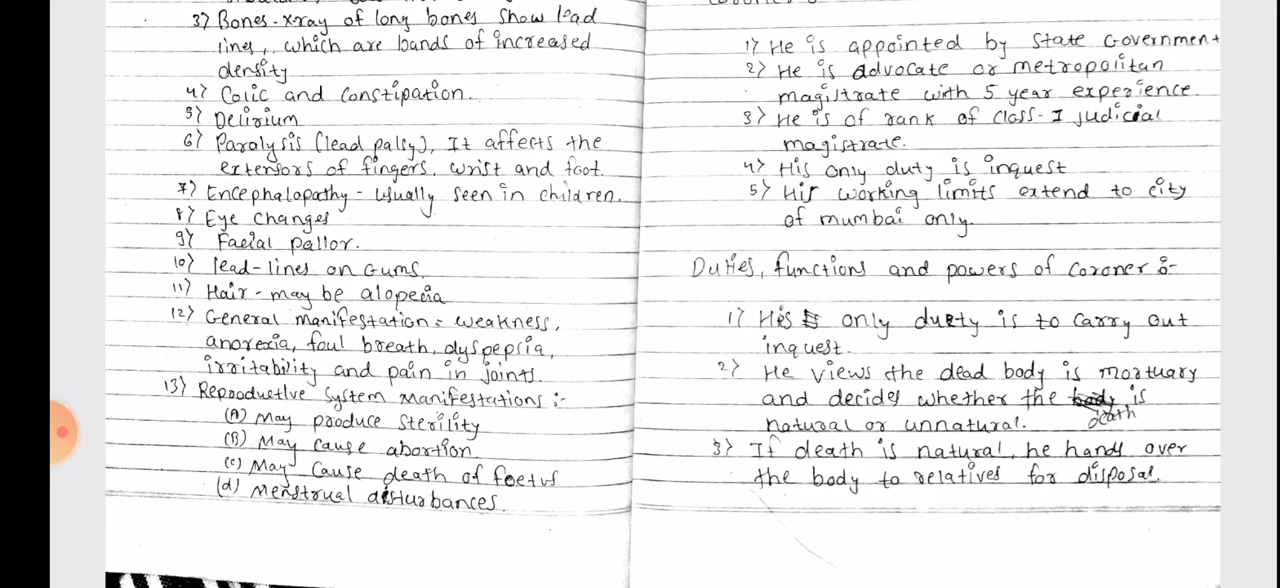 3) Bones - x-ray of long bones show lead
lines, which are bands of increased
density
4) Colic and constipation.
5) Delirium
6) Paralysis (lead palsy), It affects the
extensors of fingers, wrist and foot.
7) Encephalopathy - usually seen in children.
8) Eye changes
9) Facial pallor.
10) lead-lines on Gums.
11) Hair - may be alopecia
12) General manifestation = weakness,
anorexia, foul breath, dyspepsia,
irritability and pain in joints.
13) Reproductive System Manifestations :-
(A) May produce Sterility
(B) May cause abortion
(c) May cause death of foetus
(d) Menstrual disturbances.
1) He is appointed by State Government
2) He is advocate or metropolitan
magistrate with 5 year experience.
3) He is of rank of class-I judicial
magistrate.
4) His only duty is inquest
5) His working limits extend to city
of mumbai only.
Duties, functions and powers of coroner :-
1) His only duty is to carry out
inquest.
2) He views the dead body is mortuary
and decides whether the death is
natural or unnatural.
3) If death is natural, he hands over
the body to relatives for disposal.